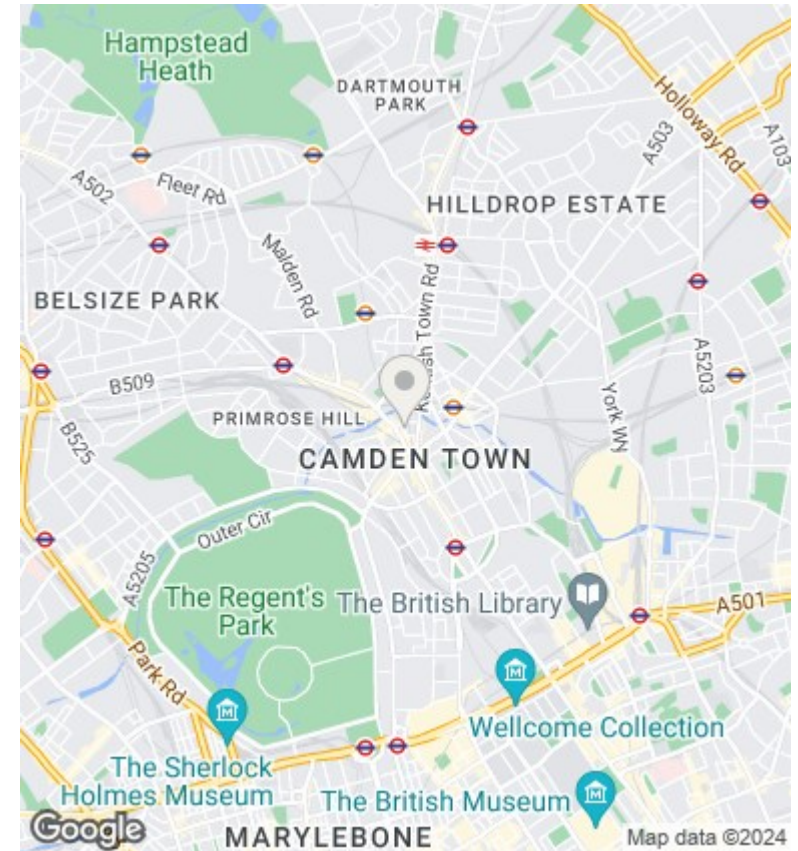 Hampstead
Heath
DARTMOUTH
PARK
Holloway Rd
A503
A103
A502
Fleet Rd
HILLDROP ESTATE
Malden Rd
BELSIZE PARK
Kentish Town Rd
A5203
B509
York Wy
PRIMROSE HILL
B525
CAMDEN TOWN
Outer Cir
A5205
The Regent's
Park
The British Library
A501
Park Rd
Wellcome Collection
The Sherlock
Holmes Museum
The British Museum
Google
MARYLEBONE
Map data ©2024